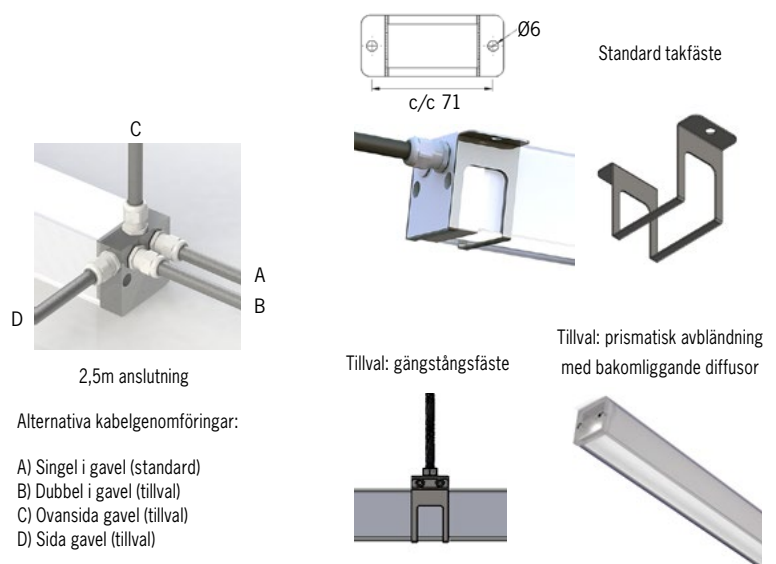 Ø6
c/c 71
Standard takfäste
C
A
B
D
2,5m anslutning
Alternativa kabelgenomföringar:
A) Singel i gavel (standard)
B) Dubbel i gavel (tillval)
C) Ovansida gavel (tillval)
D) Sida gavel (tillval)
Tillval: gängstångsfäste
Tillval: prismatisk avbländning
med bakomliggande diffusor